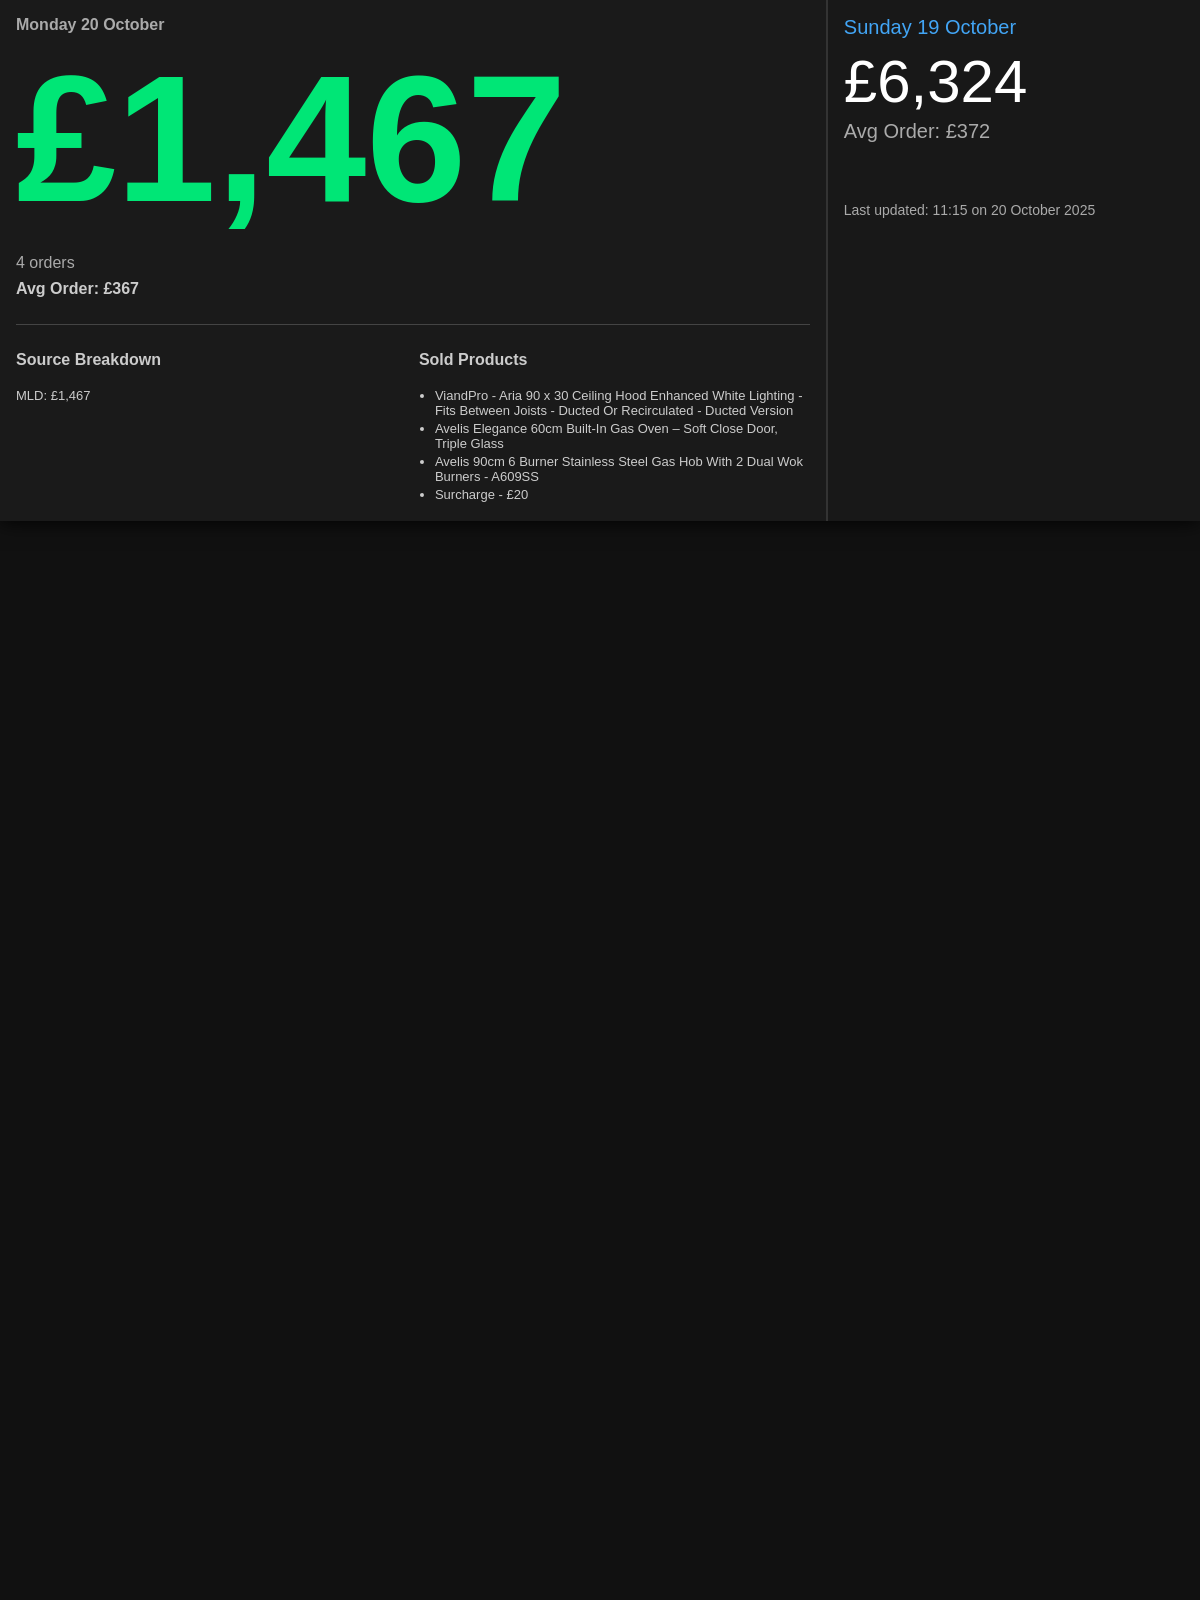 Monday 20 October
£1,467
4 orders
Avg Order: £367
Source Breakdown
MLD: £1,467
Sold Products
• ViandPro - Aria 90 x 30 Ceiling Hood Enhanced White Lighting -
Fits Between Joists - Ducted Or Recirculated - Ducted Version
• Avelis Elegance 60cm Built-In Gas Oven – Soft Close Door,
Triple Glass
• Avelis 90cm 6 Burner Stainless Steel Gas Hob With 2 Dual Wok
Burners - A609SS
• Surcharge - £20
Sunday 19 October
£6,324
Avg Order: £372
Last updated: 11:15 on 20 October 2025